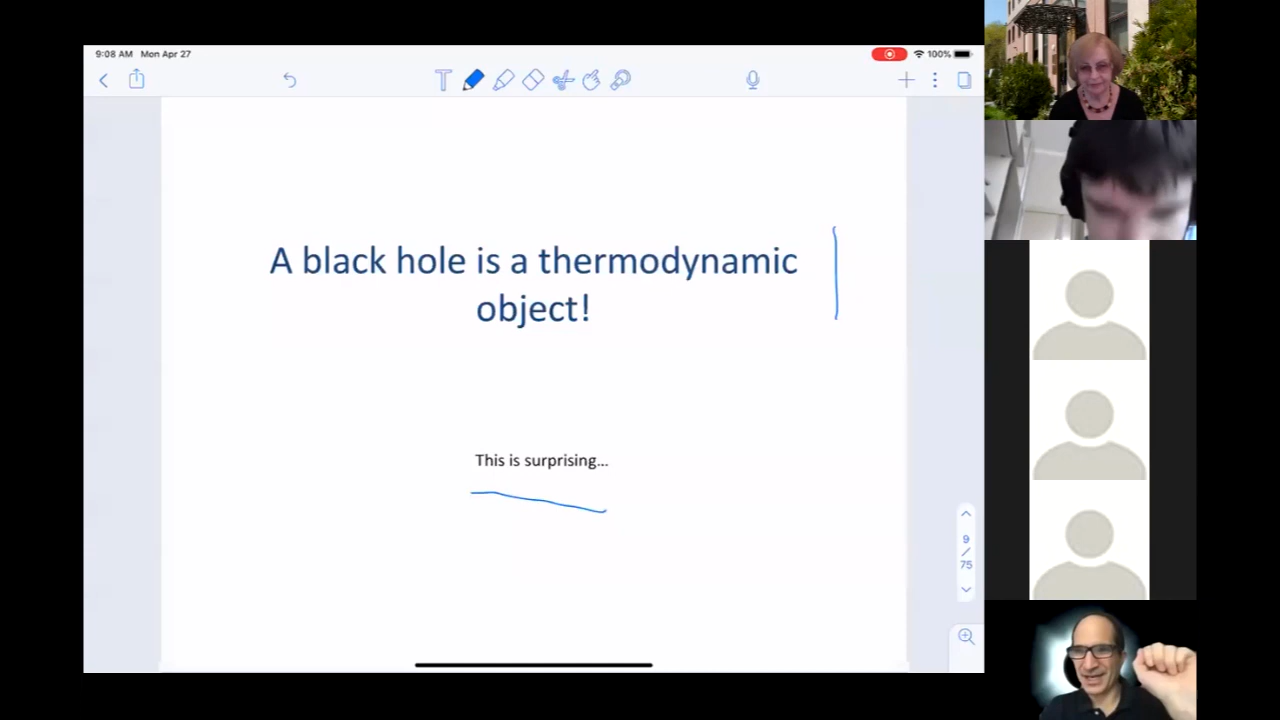 9:08 AM Mon Apr 27
100%
T
A black hole is a thermodynamic
object!
This is surprising...
9
/
75